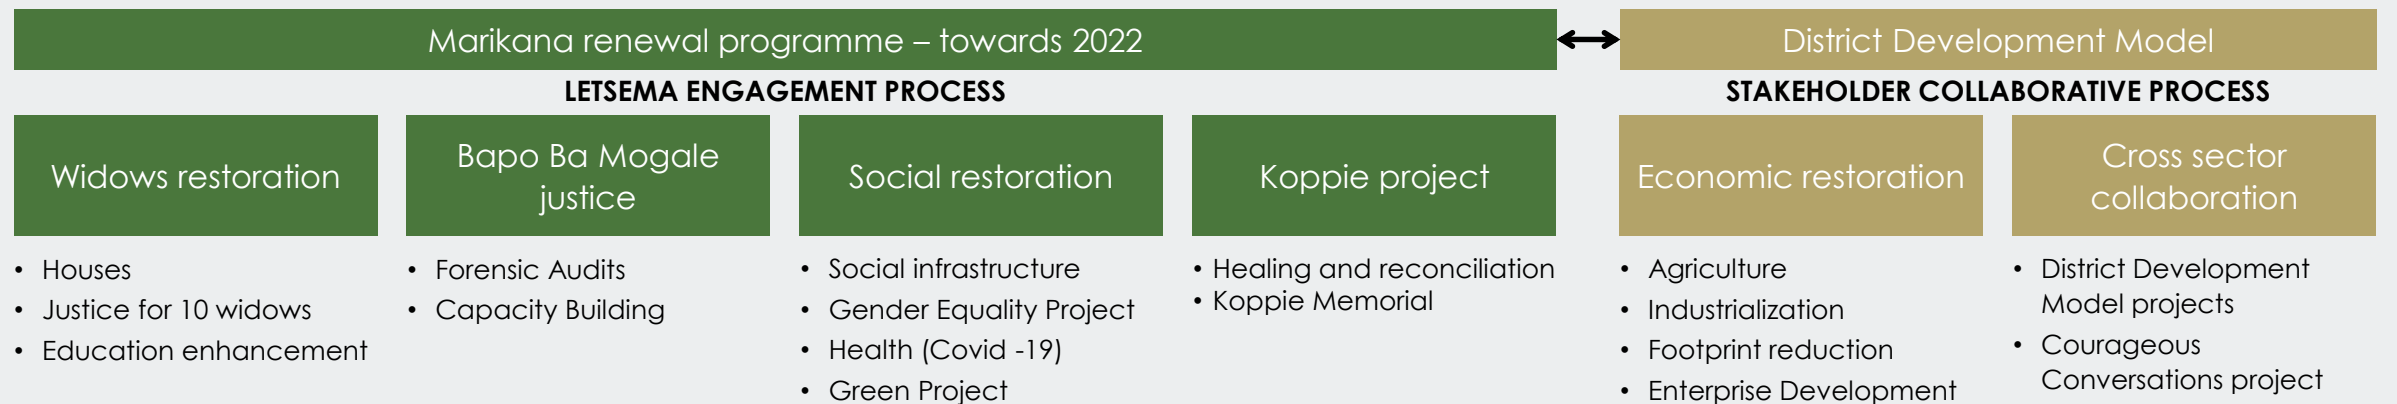 Marikana renewal programme – towards 2022
District Development Model
LETSEMA ENGAGEMENT PROCESS
STAKEHOLDER COLLABORATIVE PROCESS
Widows restoration
• Houses
• Justice for 10 widows
• Education enhancement
Bapo Ba Mogale
justice
• Forensic Audits
• Capacity Building
Social restoration
• Social infrastructure
• Gender Equality Project
• Health (Covid -19)
• Green Project
Koppie project
• Healing and reconciliation
• Koppie Memorial
Economic restoration
• Agriculture
• Industrialization
• Footprint reduction
• Enterprise Development
Cross sector
collaboration
• District Development
Model projects
• Courageous
Conversations project